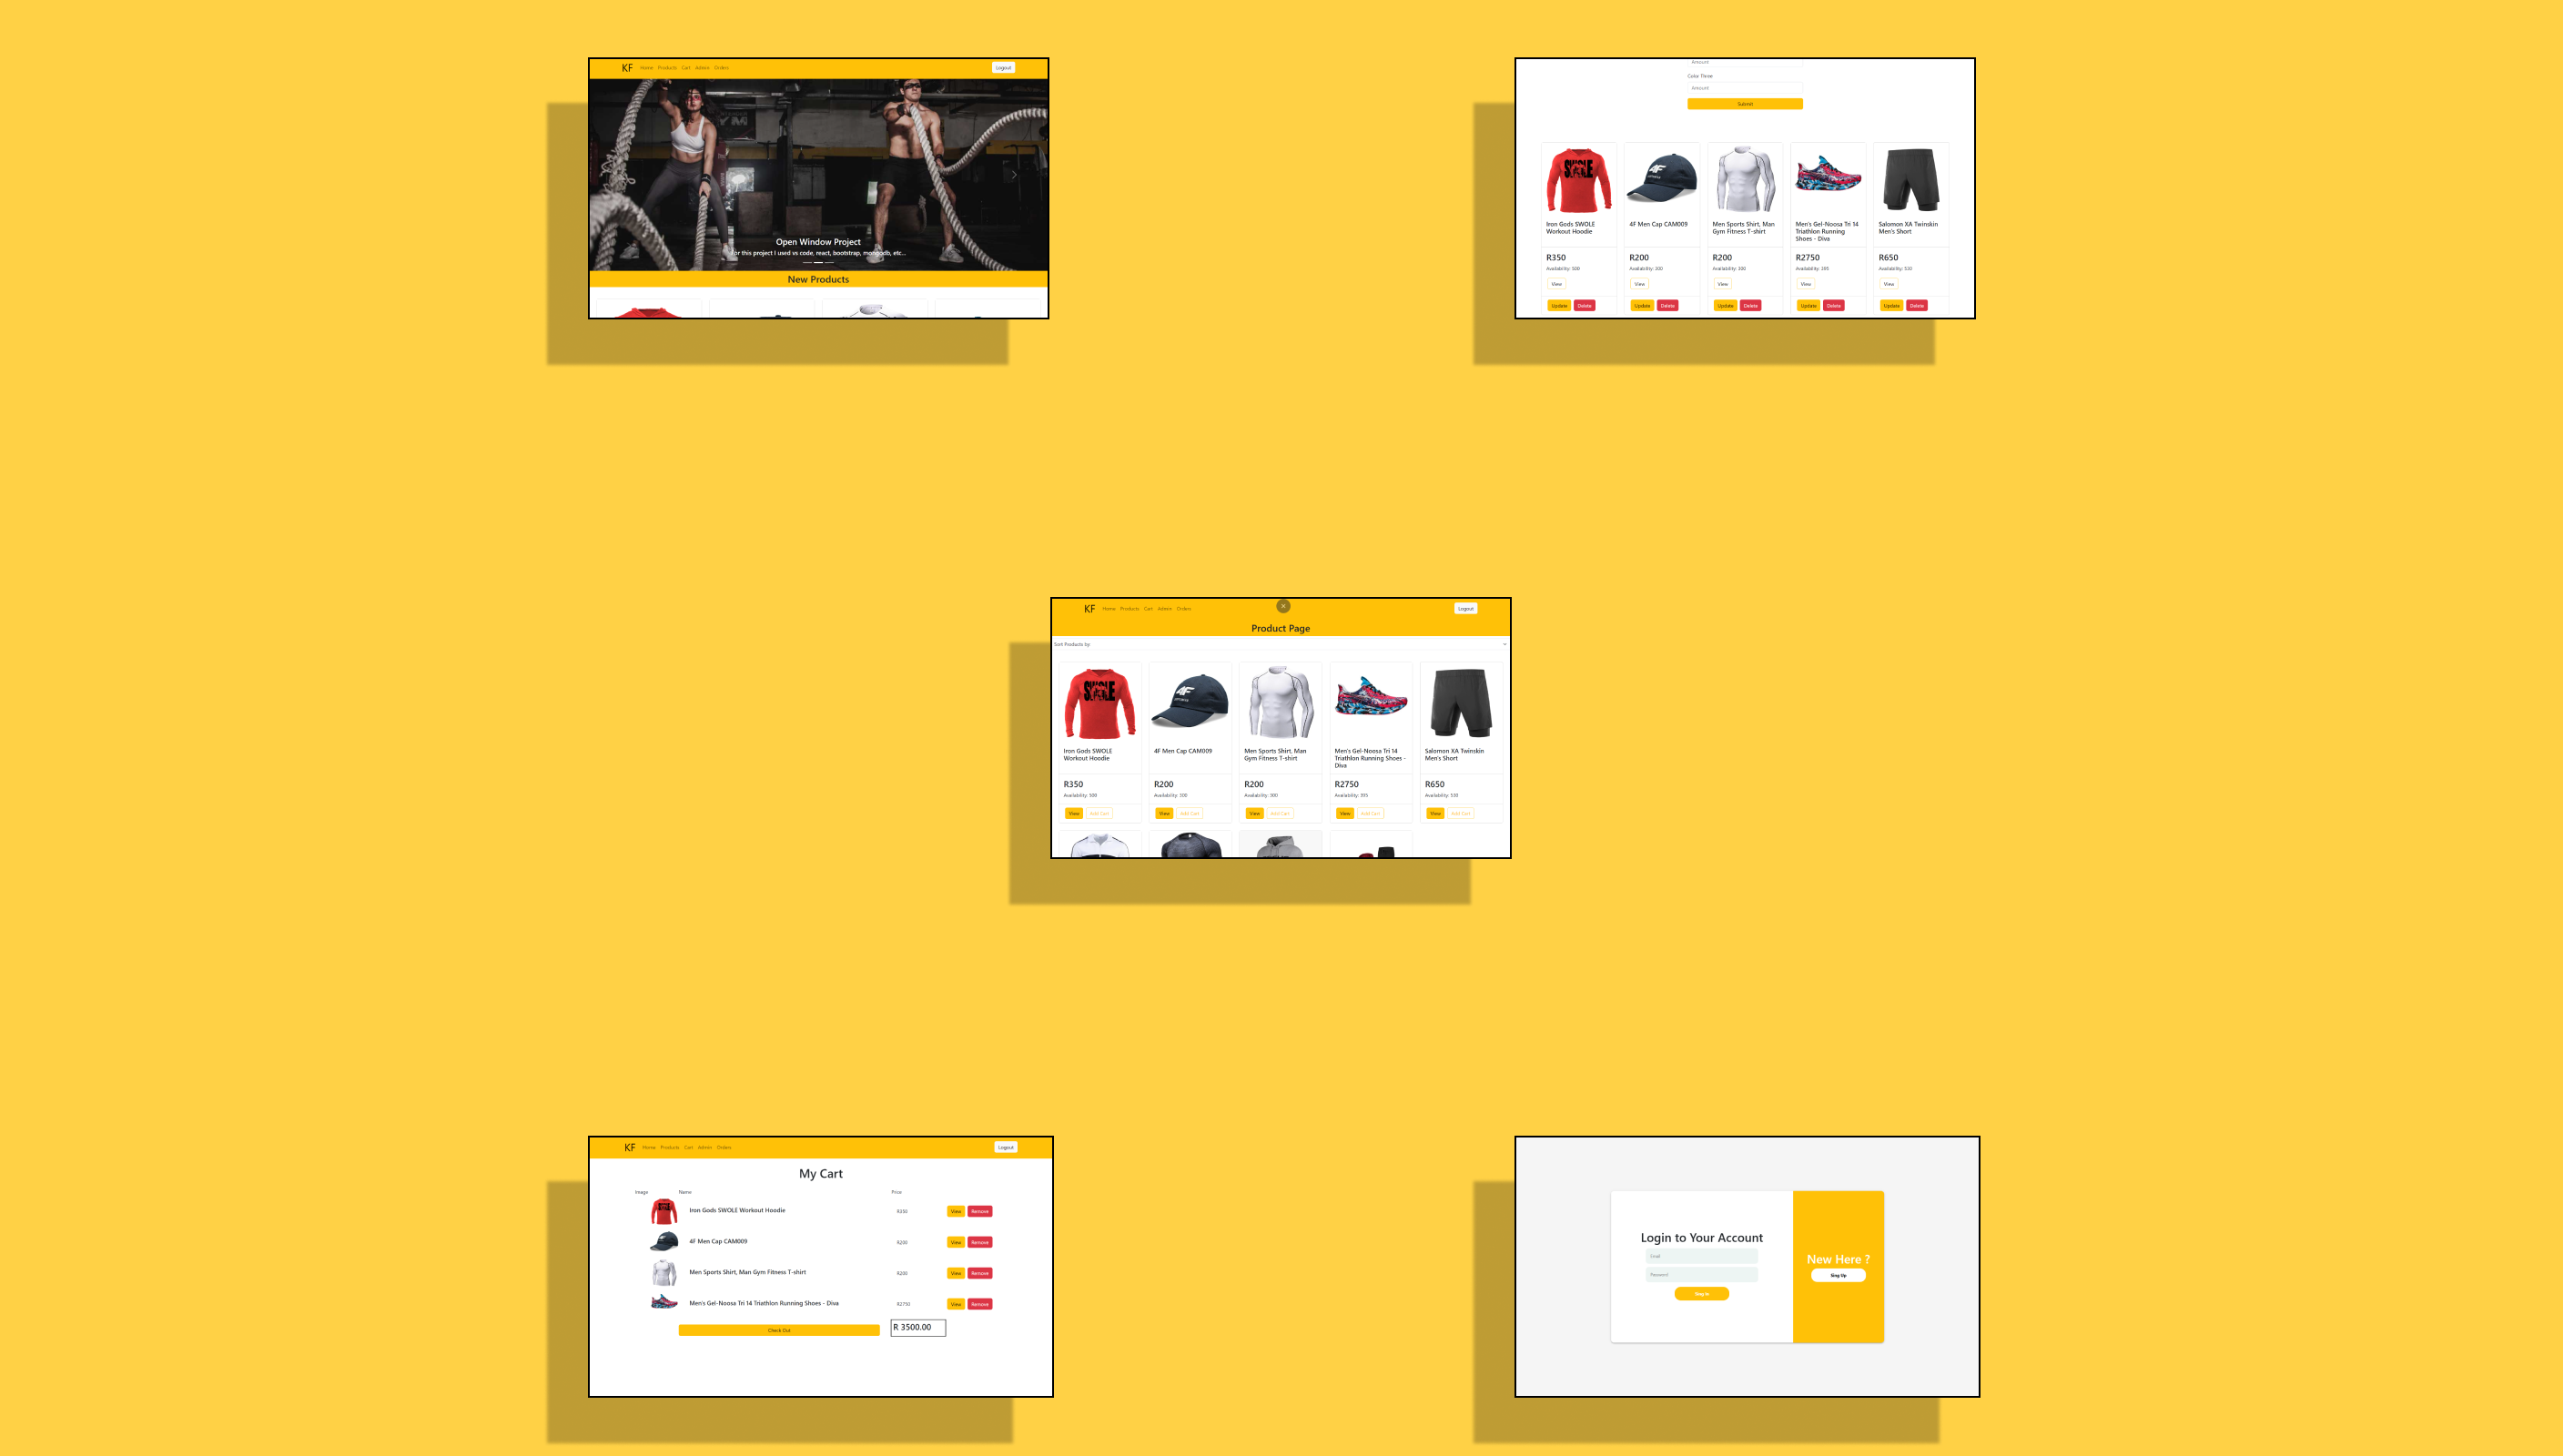 KF Home Products Cart Admin Orders Logout
Open Window Project
For this project I used vs code, react, bootstrap, mongodb, etc...
New Products
Amount
Color Three
Amount
Submit
Iron Gods SWOLE
Workout Hoodie
R350
Availability: 500
View
Update Delete
4F Men Cap CAM009
R200
Availability: 200
View
Update Delete
Men Sports Shirt, Man
Gym Fitness T-shirt
R200
Availability: 300
View
Update Delete
Men's Gel-Noosa Tri 14
Triathlon Running
Shoes - Diva
R2750
View
Update Delete
Salomon XA Twinskin
Men's Short
R650
View
Update Delete
KF Home Products Cart Admin Orders Logout
Product Page
Sort Products by
SWOLE
Iron Gods SWOLE
Workout Hoodie
R350
Availability: 500
View Add Cart
4F Men Cap CAM009
R200
View Add Cart
Men Sports Shirt, Man
Gym Fitness T-shirt
R200
Availability: 300
View Add Cart
Men's Gel-Noosa Tri 14
Triathlon Running Shoes -
Diva
R2750
View Add Cart
Salomon XA Twinskin
Men's Short
R650
View Add Cart
KF Home Products Cart Admin Orders Logout
My Cart
Image Name Price
Iron Gods SWOLE Workout Hoodie R350 View Remove
4F Men Cap CAM009 R200 View Remove
Men Sports Shirt, Man Gym Fitness T-shirt R200 View Remove
Men's Gel-Noosa Tri 14 Triathlon Running Shoes - Diva R2750 View Remove
Check Out R 3500.00
Login to Your Account
Email
Password
Sing In
New Here ?
Sing Up